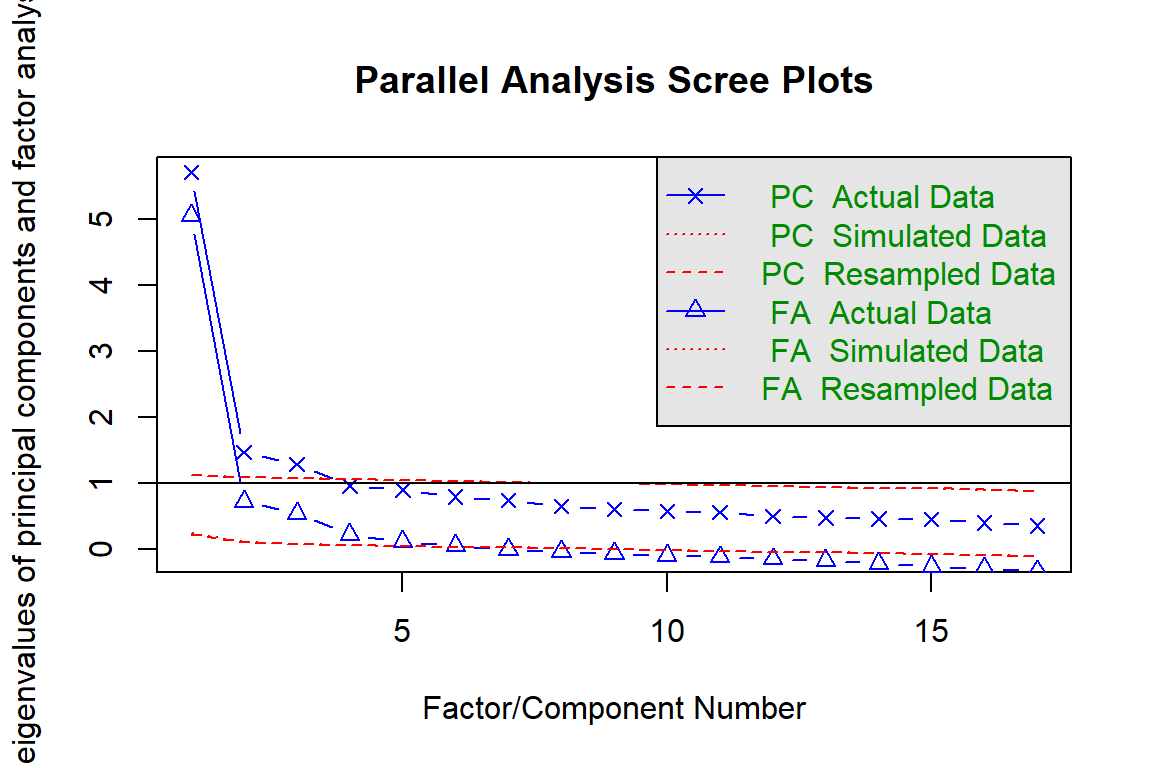 Parallel Analysis Scree Plots
eigenvalues of principal components and factor analys
5
4
3
2
1
0
PC Actual Data
PC Simulated Data
PC Resampled Data
FA Actual Data
FA Simulated Data
FA Resampled Data
5 10 15
Factor/Component Number